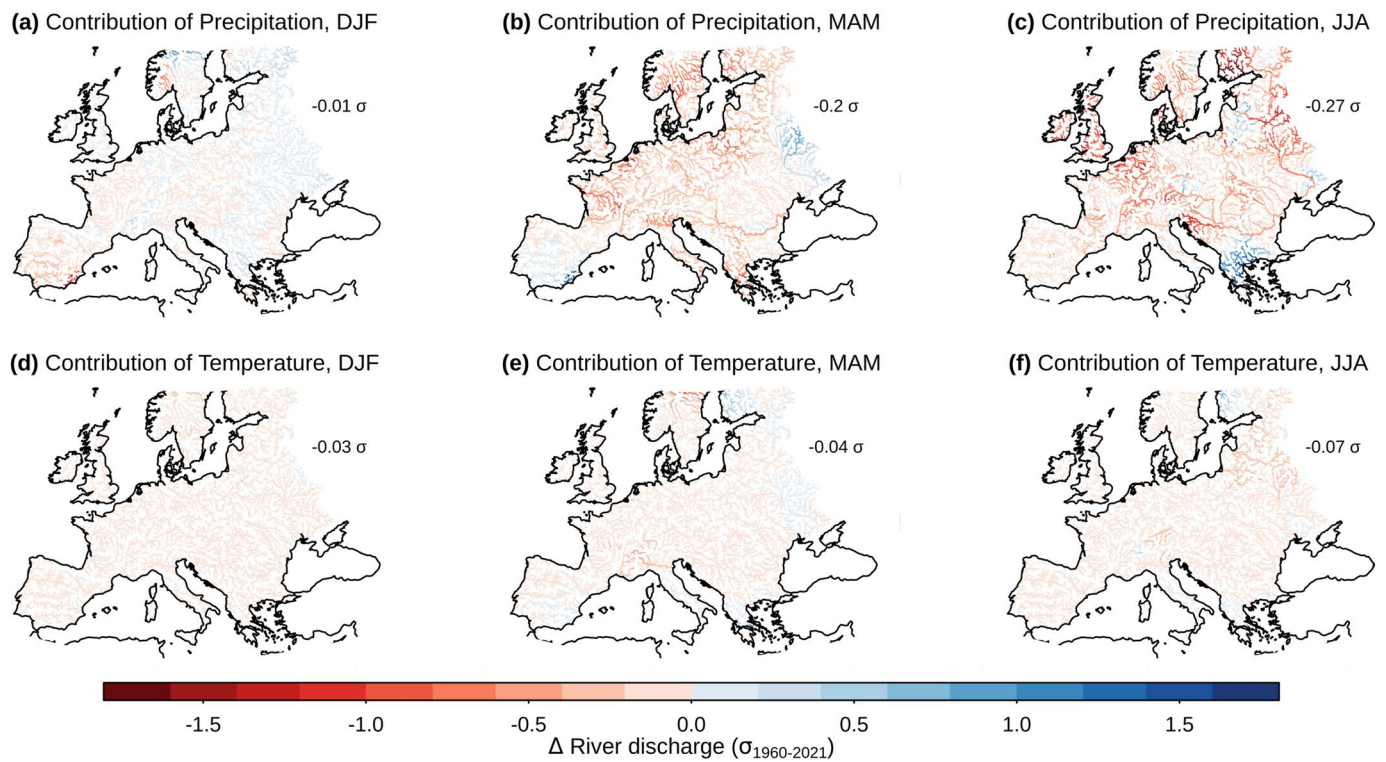 (a) Contribution of Precipitation, DJF
(b) Contribution of Precipitation, MAM
(c) Contribution of Precipitation, JJA
-0.01 σ
-0.2 σ
-0.27 σ
(d) Contribution of Temperature, DJF
(e) Contribution of Temperature, MAM
(f) Contribution of Temperature, JJA
-0.03 σ
-0.04 σ
-0.07 σ
-1.5 -1.0 -0.5 0.0 0.5 1.0 1.5
Δ River discharge (σ1960-2021)